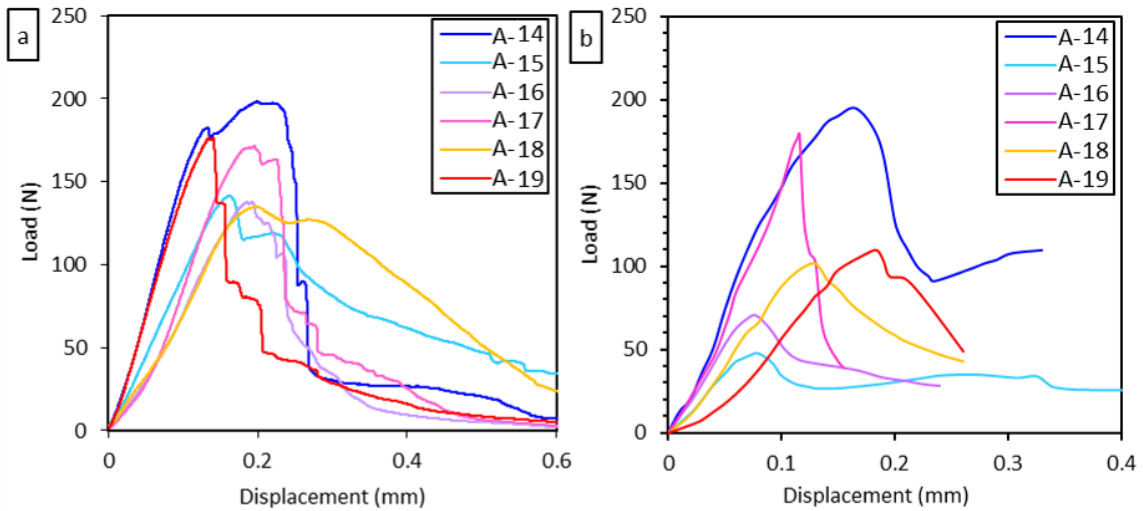 a
250
200
150
100
50
0
Load (N)
0
0.2
0.4
0.6
Displacement (mm)
A-14
A-15
A-16
A-17
A-18
A-19
b
250
200
150
100
50
0
Load (N)
0
0.1
0.2
0.3
0.4
Displacement (mm)
A-14
A-15
A-16
A-17
A-18
A-19